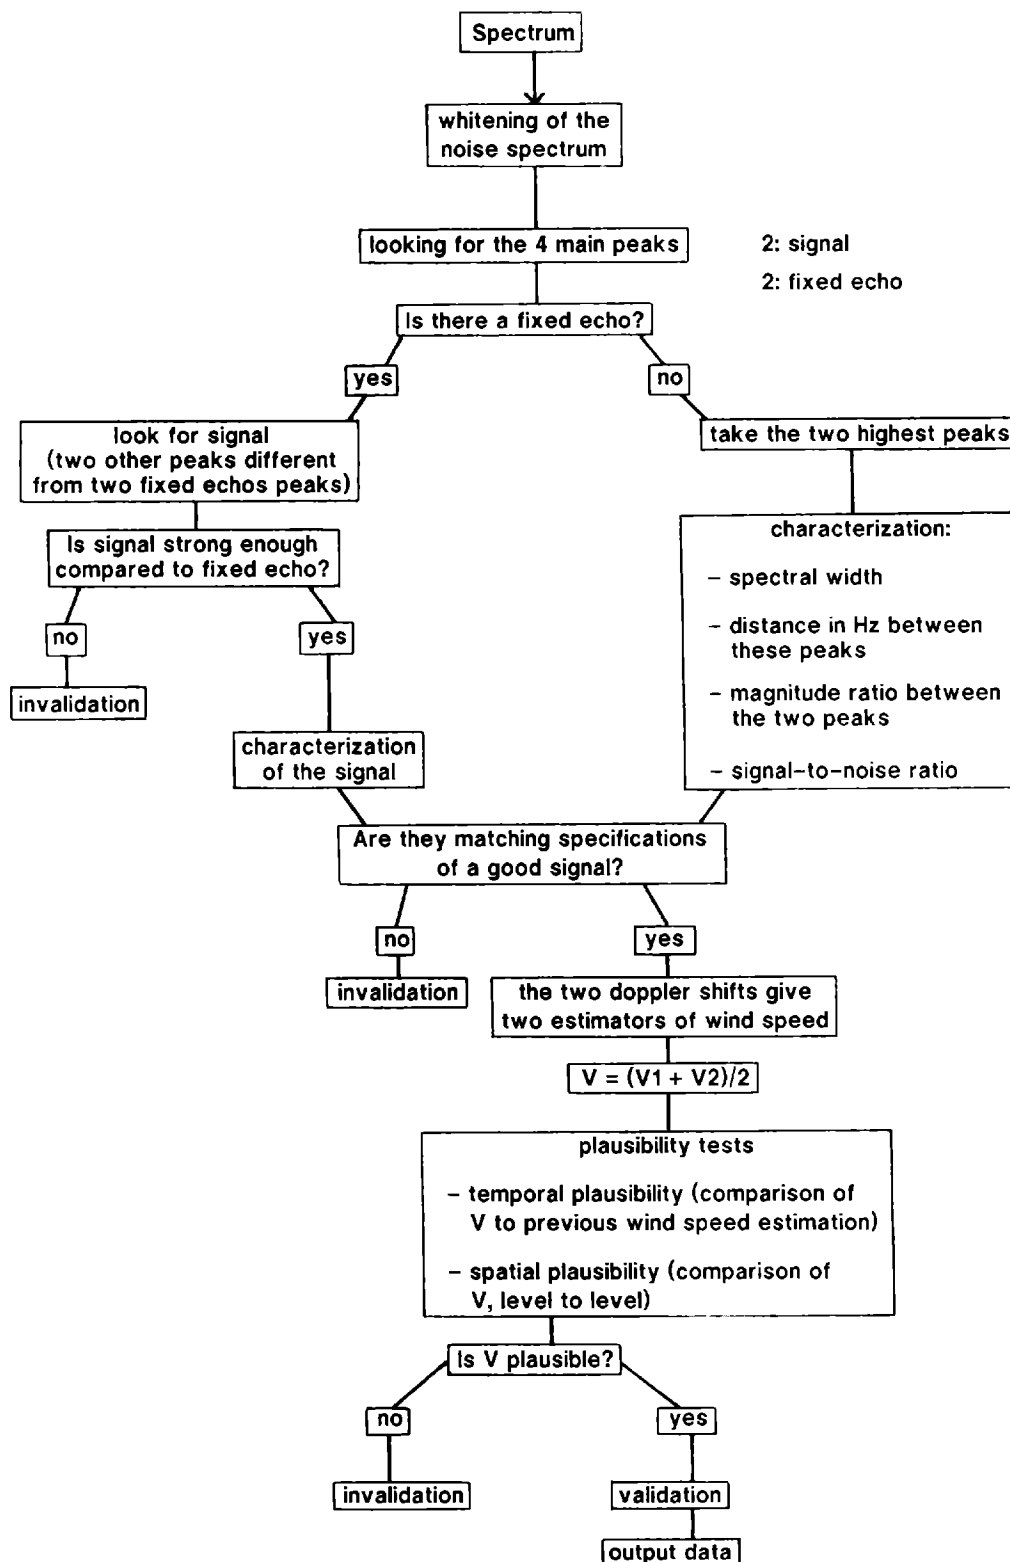 Spectrum
whitening of the
noise spectrum
looking for the 4 main peaks
2: signal
2: fixed echo
Is there a fixed echo?
yes
no
look for signal
(two other peaks different
from two fixed echos peaks)
take the two highest peaks
Is signal strong enough
compared to fixed echo?
no
yes
invalidation
characterization
of the signal
characterization:
– spectral width
– distance in Hz between
these peaks
– magnitude ratio between
the two peaks
– signal-to-noise ratio
Are they matching specifications
of a good signal?
no
yes
invalidation
the two doppler shifts give
two estimators of wind speed
V = (V1 + V2)/2
plausibility tests
– temporal plausibility (comparison of
V to previous wind speed estimation)
– spatial plausibility (comparison of
V, level to level)
Is V plausible?
no
yes
invalidation
validation
output data